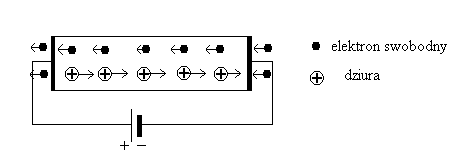 elektron swobodny
dziura
+ −